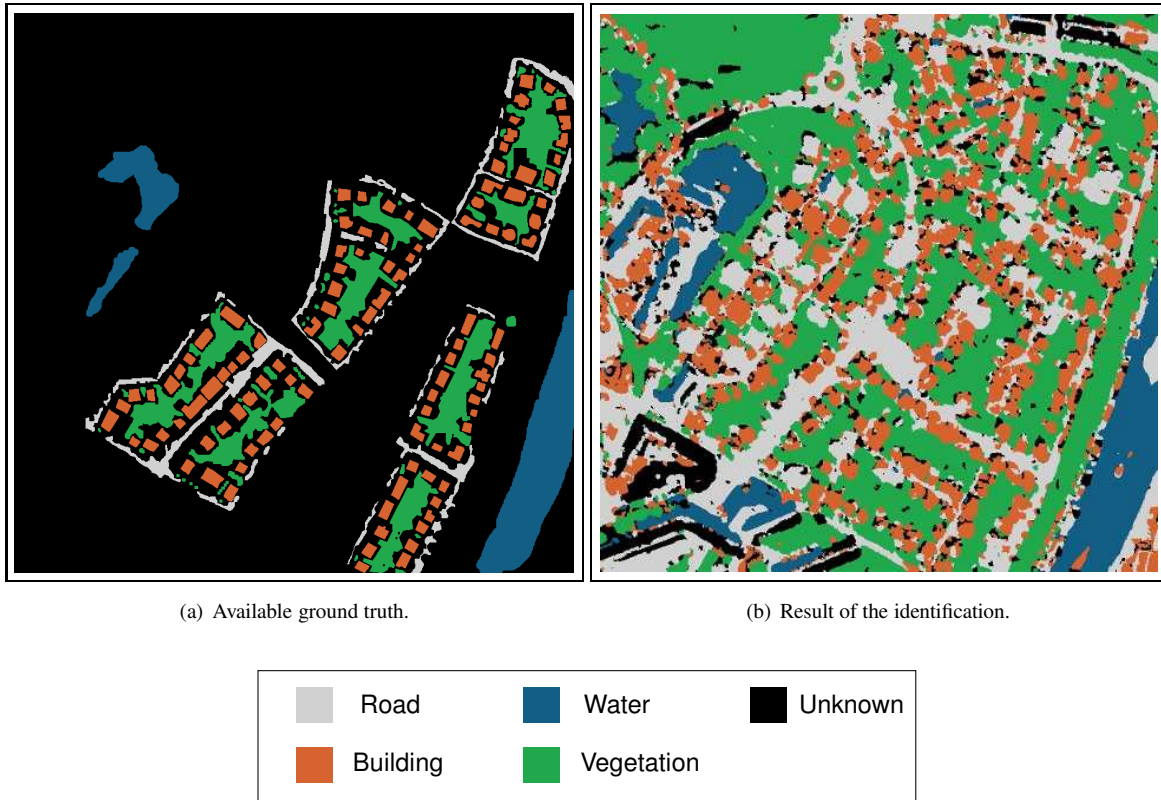 (a) Available ground truth.
(b) Result of the identification.
Road
Water
Unknown
Building
Vegetation